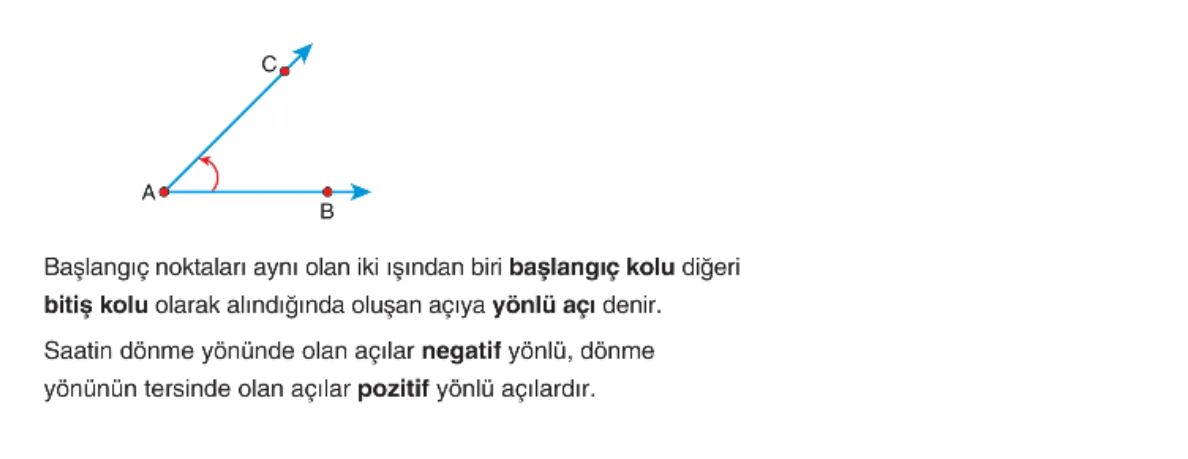 C
A
B
Başlangıç noktaları aynı olan iki ışından biri başlangıç kolu diğeri
bitiş kolu olarak alındığında oluşan açıya yönlü açı denir.
Saatin dönme yönünde olan açılar negatif yönlü, dönme
yönünün tersinde olan açılar pozitif yönlü açılardır.